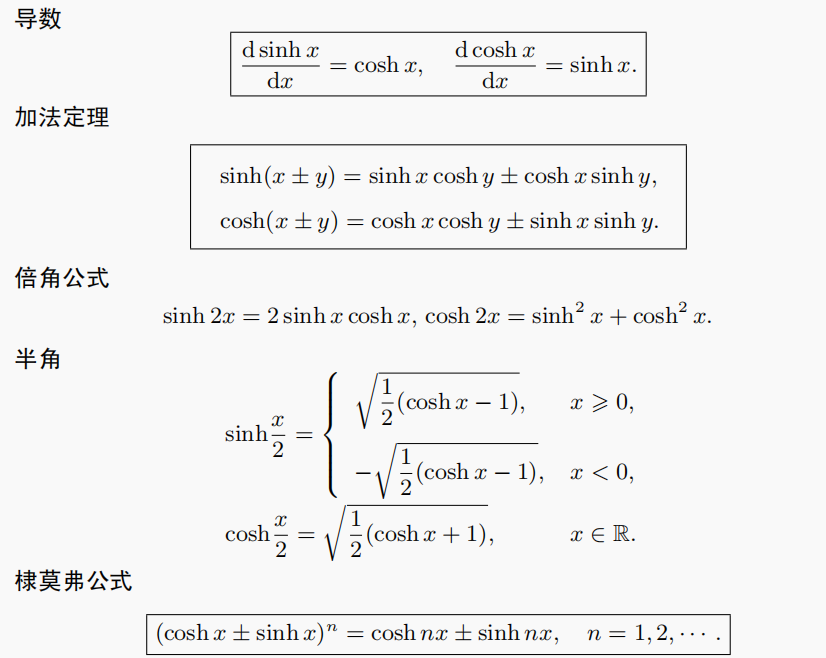 导数
$\frac{\mathrm{d}\sinh x}{\mathrm{d}x} = \cosh x, \quad \frac{\mathrm{d}\cosh x}{\mathrm{d}x} = \sinh x.$
加法定理
$\sinh(x \pm y) = \sinh x \cosh y \pm \cosh x \sinh y,$
$\cosh(x \pm y) = \cosh x \cosh y \pm \sinh x \sinh y.$
倍角公式
$\sinh 2x = 2 \sinh x \cosh x, \cosh 2x = \sinh^2 x + \cosh^2 x.$
半角
$\sinh \frac{x}{2} = \begin{cases} \sqrt{\frac{1}{2}(\cosh x - 1)}, & x \geqslant 0, \\ -\sqrt{\frac{1}{2}(\cosh x - 1)}, & x < 0, \end{cases}$
$\cosh \frac{x}{2} = \sqrt{\frac{1}{2}(\cosh x + 1)}, \quad x \in \mathbb{R}.$
棣莫弗公式
$(\cosh x \pm \sinh x)^n = \cosh nx \pm \sinh nx, \quad n = 1, 2, \cdots.$